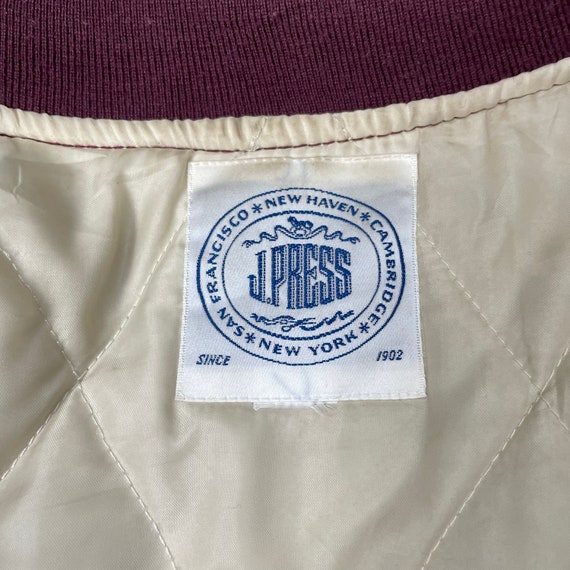 SAN FRANCISCO * NEW HAVEN * CAMBRIDGE * NEW YORK *
J.PRESS
SINCE 1902